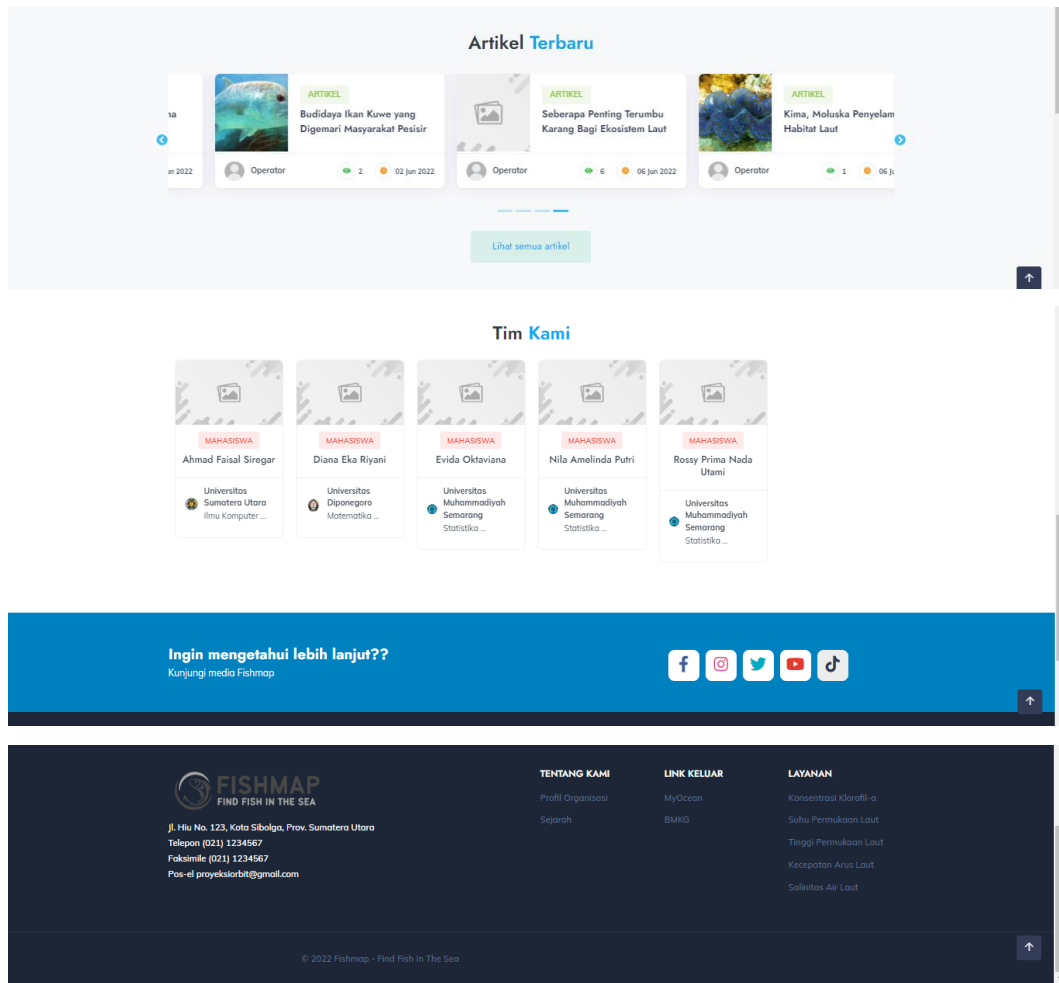 Artikel Terbaru
ARTIKEL
Budidaya Ikan Kuwe yang
Digemari Masyarakat Pesisir
Operator 2 02 Jun 2022
ARTIKEL
Seberapa Penting Terumbu
Karang Bagi Ekosistem Laut
Operator 6 06 Jun 2022
ARTIKEL
Kima, Moluska Penyelam
Habitat Laut
Operator 1 06
2022
Lihat semua artikel
Tim Kami
MAHASISWA
Ahmad Faisal Siregar
Universitas
Sumatera Utara
Ilmu Komputer ...
MAHASISWA
Diana Eka Riyani
Universitas
Diponegoro
Matematika ...
MAHASISWA
Evida Oktaviana
Universitas
Muhammadiyah
Semarang
Statistika ...
MAHASISWA
Nila Amelinda Putri
Universitas
Muhammadiyah
Semarang
Statistika ...
MAHASISWA
Rossy Prima Nada
Utami
Universitas
Muhammadiyah
Semarang
Statistika ...
Ingin mengetahui lebih lanjut??
Kunjungi media Fishmap
FISHMAP
FIND FISH IN THE SEA
Jl. Hiu No. 123, Kota Sibolga, Prov. Sumatera Utara
Telepon (021) 1234567
Faksimile (021) 1234567
Pos-el proyeksiorbit@gmail.com
TENTANG KAMI
Profil Organisasi
Sejarah
LINK KELUAR
MyOcean
BMKG
LAYANAN
Konsentrasi Klorofil-a
Suhu Permukaan Laut
Tinggi Permukaan Laut
Kecepatan Arus Laut
Salinitas Air Laut
© 2022 Fishmap - Find Fish In The Sea